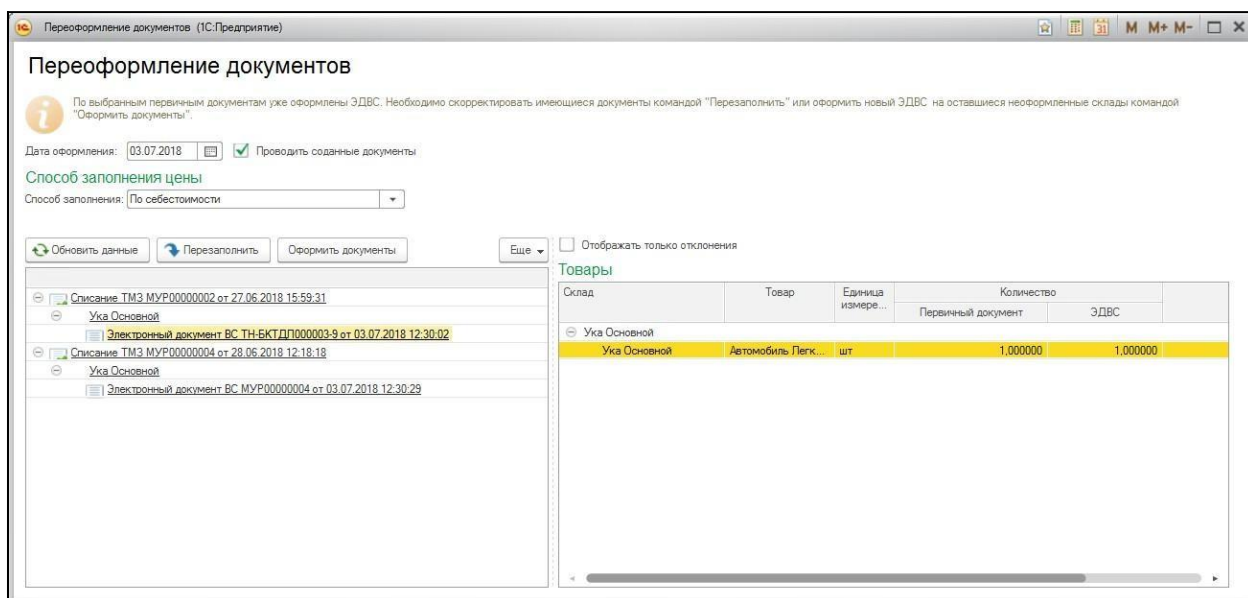 1С Переоформление документов (1С:Предприятие) 31 M M+ M-
Переоформление документов
По выбранным первичным документам уже оформлены ЭДВС. Необходимо скорректировать имеющиеся документы командой "Перезаполнить" или оформить новый ЭДВС на оставшиеся неоформленные склады командой
"Оформить документы".
Дата оформления: 03.07.2018 Проводить соданные документы
Способ заполнения цены
Способ заполнения: По себестоимости
Обновить данные Перезаполнить Оформить документы Еще
Списание ТМЗ МУР00000002 от 27.06.2018 15:59:31
Ука Основной
Электронный документ ВС ТН-БКТДЛ000003-9 от 03.07.2018 12:30:02
Списание ТМЗ МУР00000004 от 28.06.2018 12:18:18
Ука Основной
Электронный документ ВС МУР00000004 от 03.07.2018 12:30:29
Отображать только отклонения
Товары
Склад Товар Единица Количество
измере... Первичный документ ЭДВС
Ука Основной
Ука Основной Автомобиль Легк... шт 1,000000 1,000000